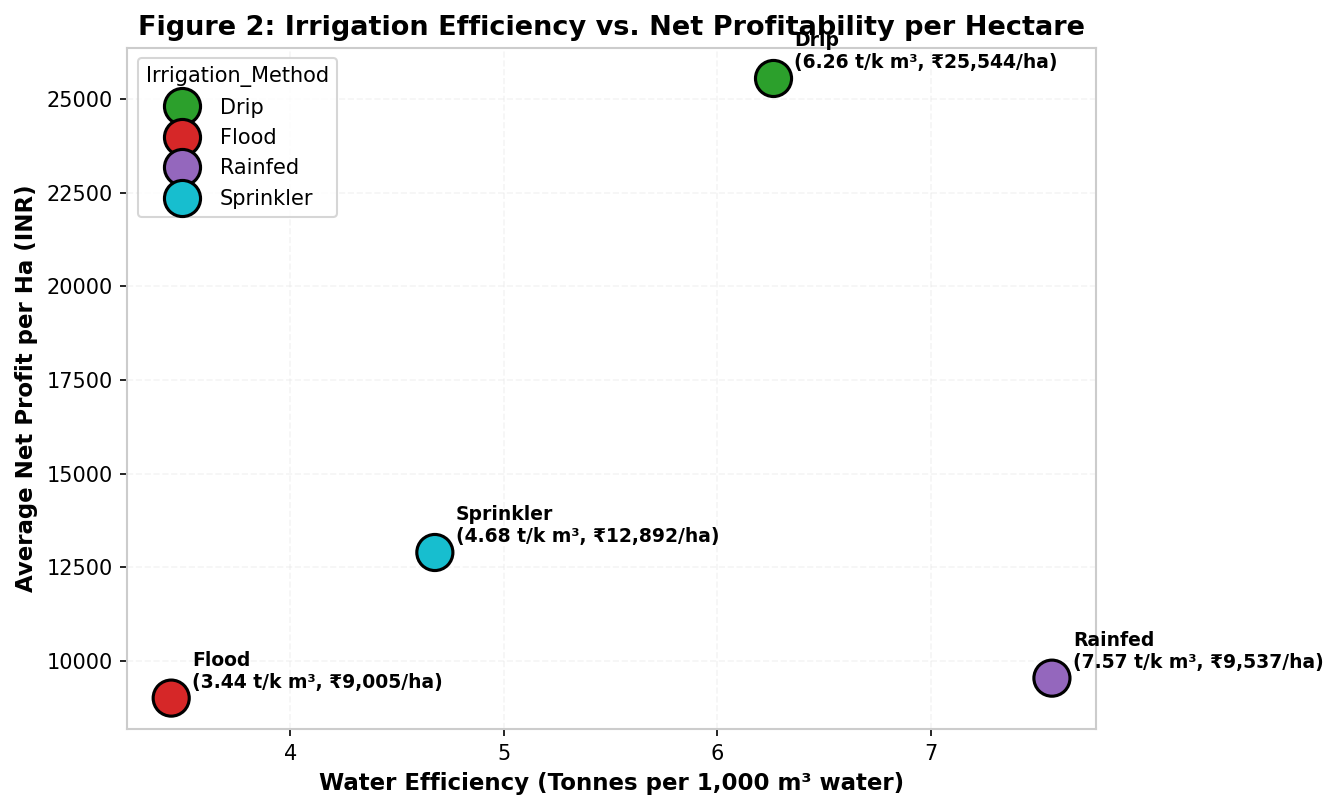 Figure 2: Irrigation Efficiency vs. Net Profitability per Hectare
Drip
(6.26 t/k m³, ₹25,544/ha)
Irrigation_Method
Drip
Flood
Rainfed
Sprinkler
25000
22500
20000
17500
15000
12500
10000
Average Net Profit per Ha (INR)
Sprinkler
(4.68 t/k m³, ₹12,892/ha)
Rainfed
(7.57 t/k m³, ₹9,537/ha)
Flood
(3.44 t/k m³, ₹9,005/ha)
4
5
6
7
Water Efficiency (Tonnes per 1,000 m³ water)